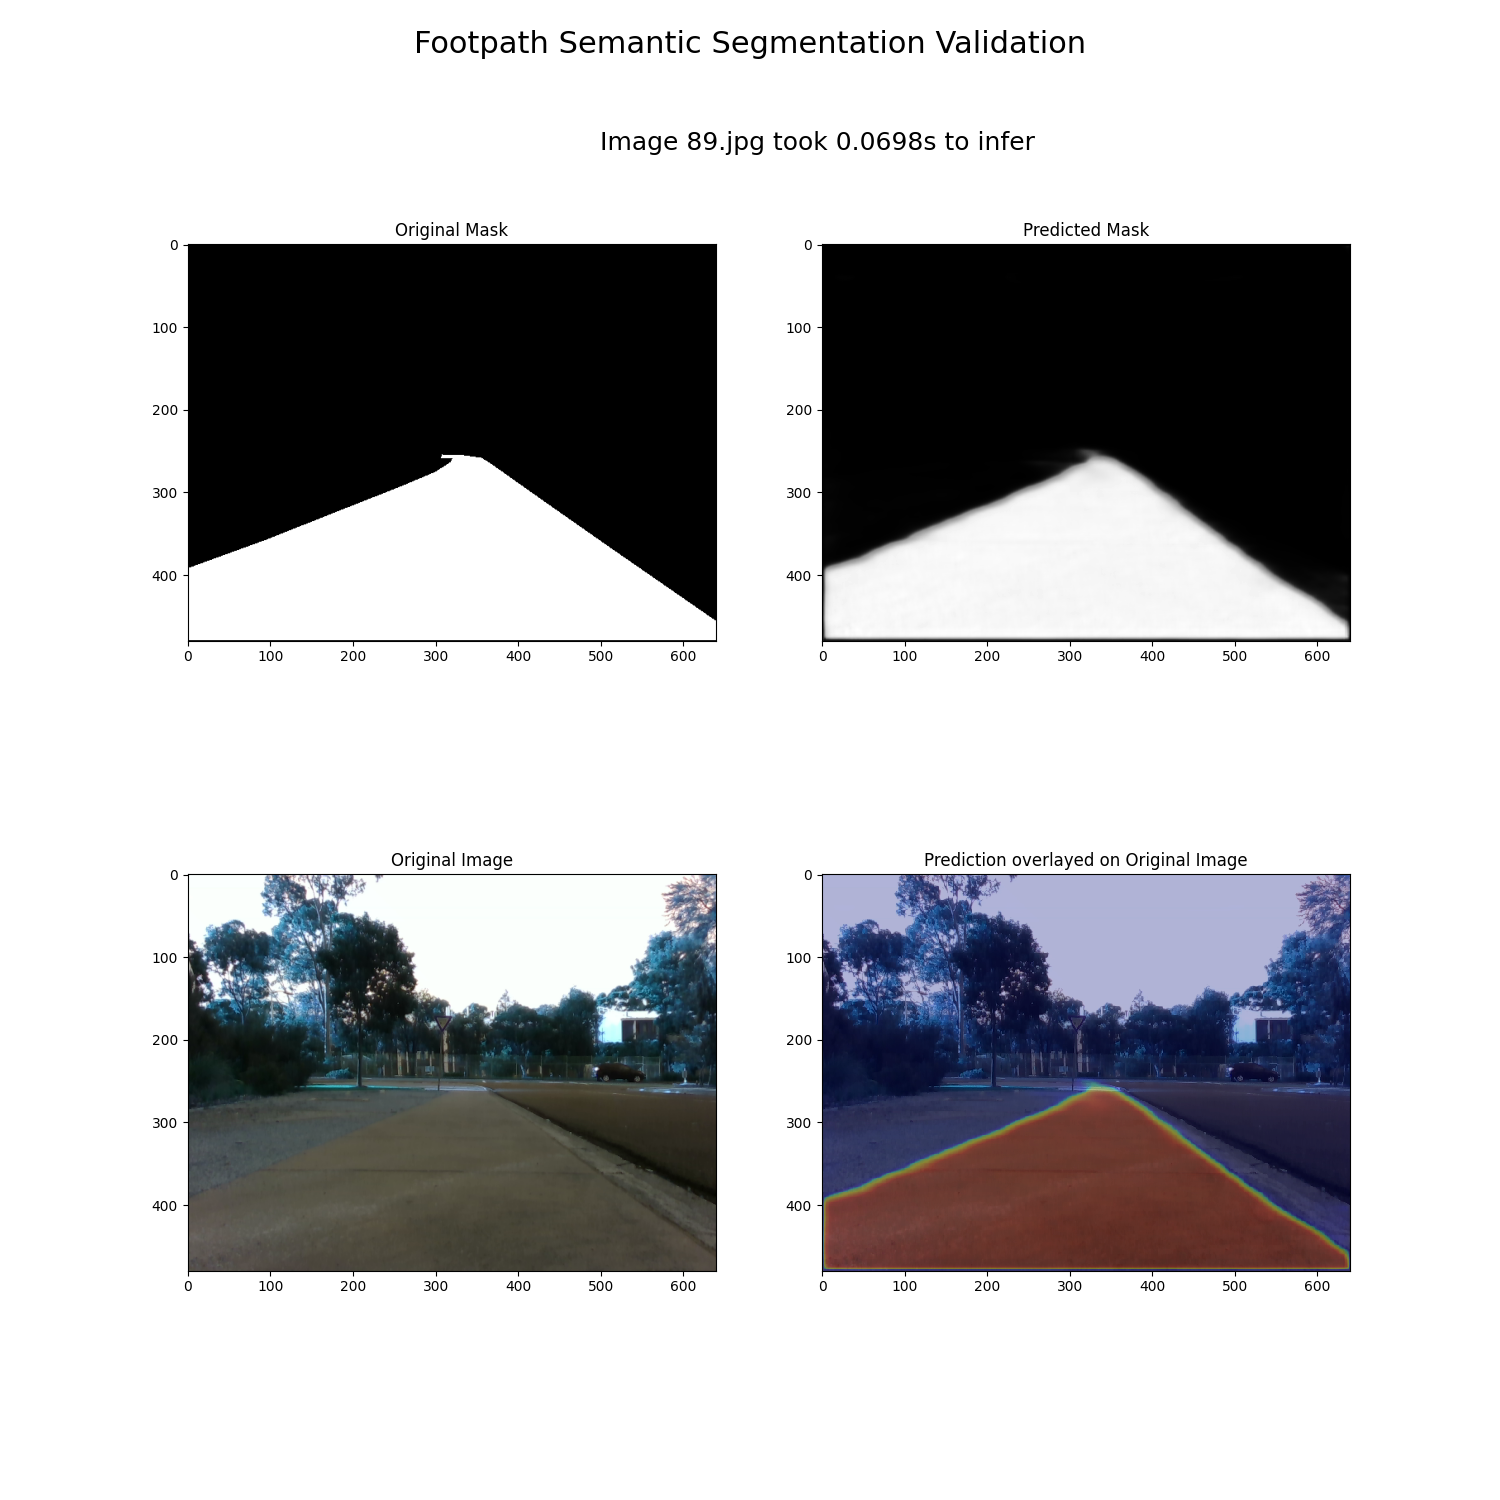 Footpath Semantic Segmentation Validation
Image 89.jpg took 0.0698s to infer
Original Mask
0
100
200
300
400
0 100 200 300 400 500 600
Predicted Mask
0
100
200
300
400
0 100 200 300 400 500 600
Original Image
0
100
200
300
400
0 100 200 300 400 500 600
Prediction overlayed on Original Image
0
100
200
300
400
0 100 200 300 400 500 600